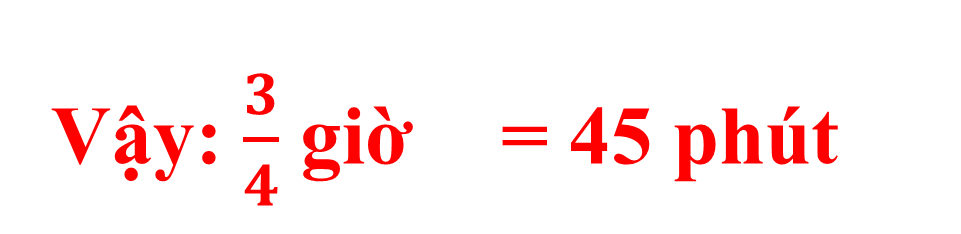 Vậy: 3/4 giờ = 45 phút